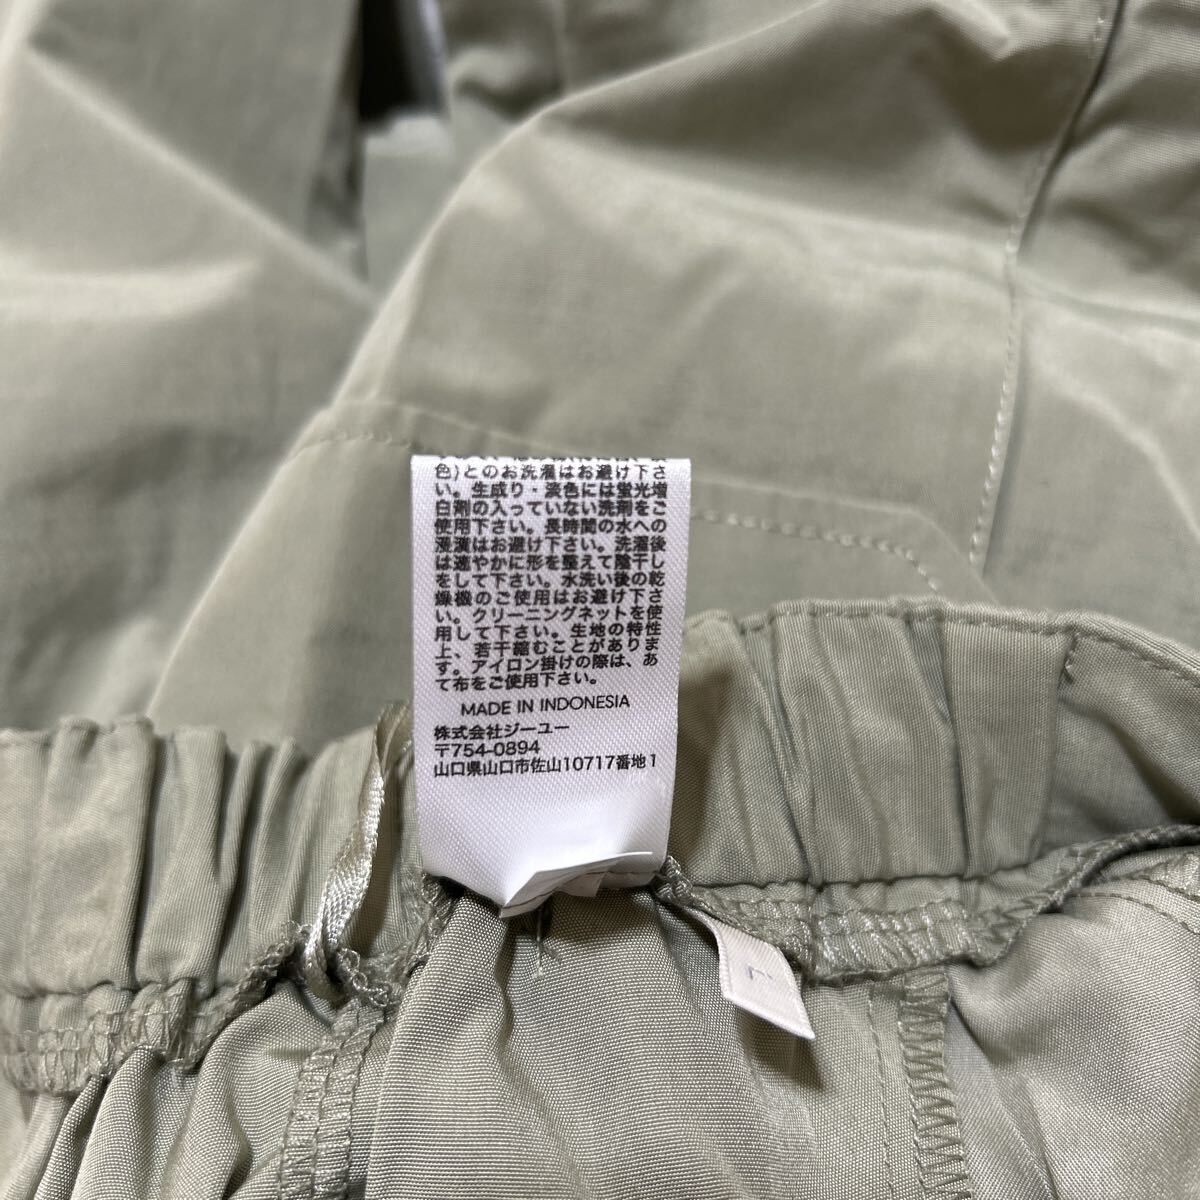 色)とのお洗濯はお避け下さ
い。生成り・淡色には蛍光増
白剤の入っていない洗剤をご
使用下さい。長時間の水への
浸漬はお避け下さい。洗濯後
は速やかに形を整えて陰干し
をして下さい。水洗い後の乾
燥機のご使用はお避け下さ
い。クリーニングネットを使
用して下さい。生地の特性
上、若干縮むことがありま
す。アイロン掛けの際は、あ
て布をご使用下さい。
MADE IN INDONESIA
株式会社ジーユー
〒754-0894
山口県山口市佐山10717番地1
L